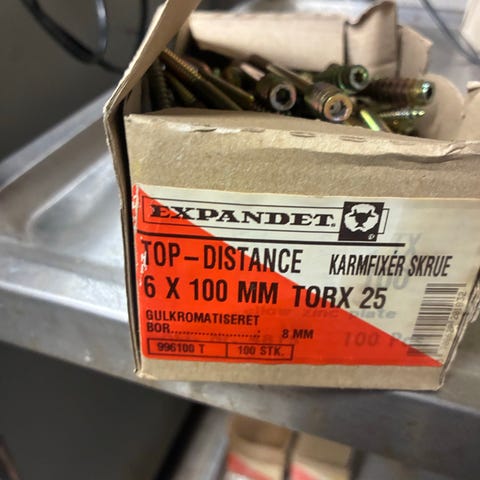 EXPANDET
TOP-DISTANCE KARMFIXÉR SKRUE
6 X 100 MM TORX 25
GULKROMATISERET
BOR.................... 8 MM
996100 T 100 STK.